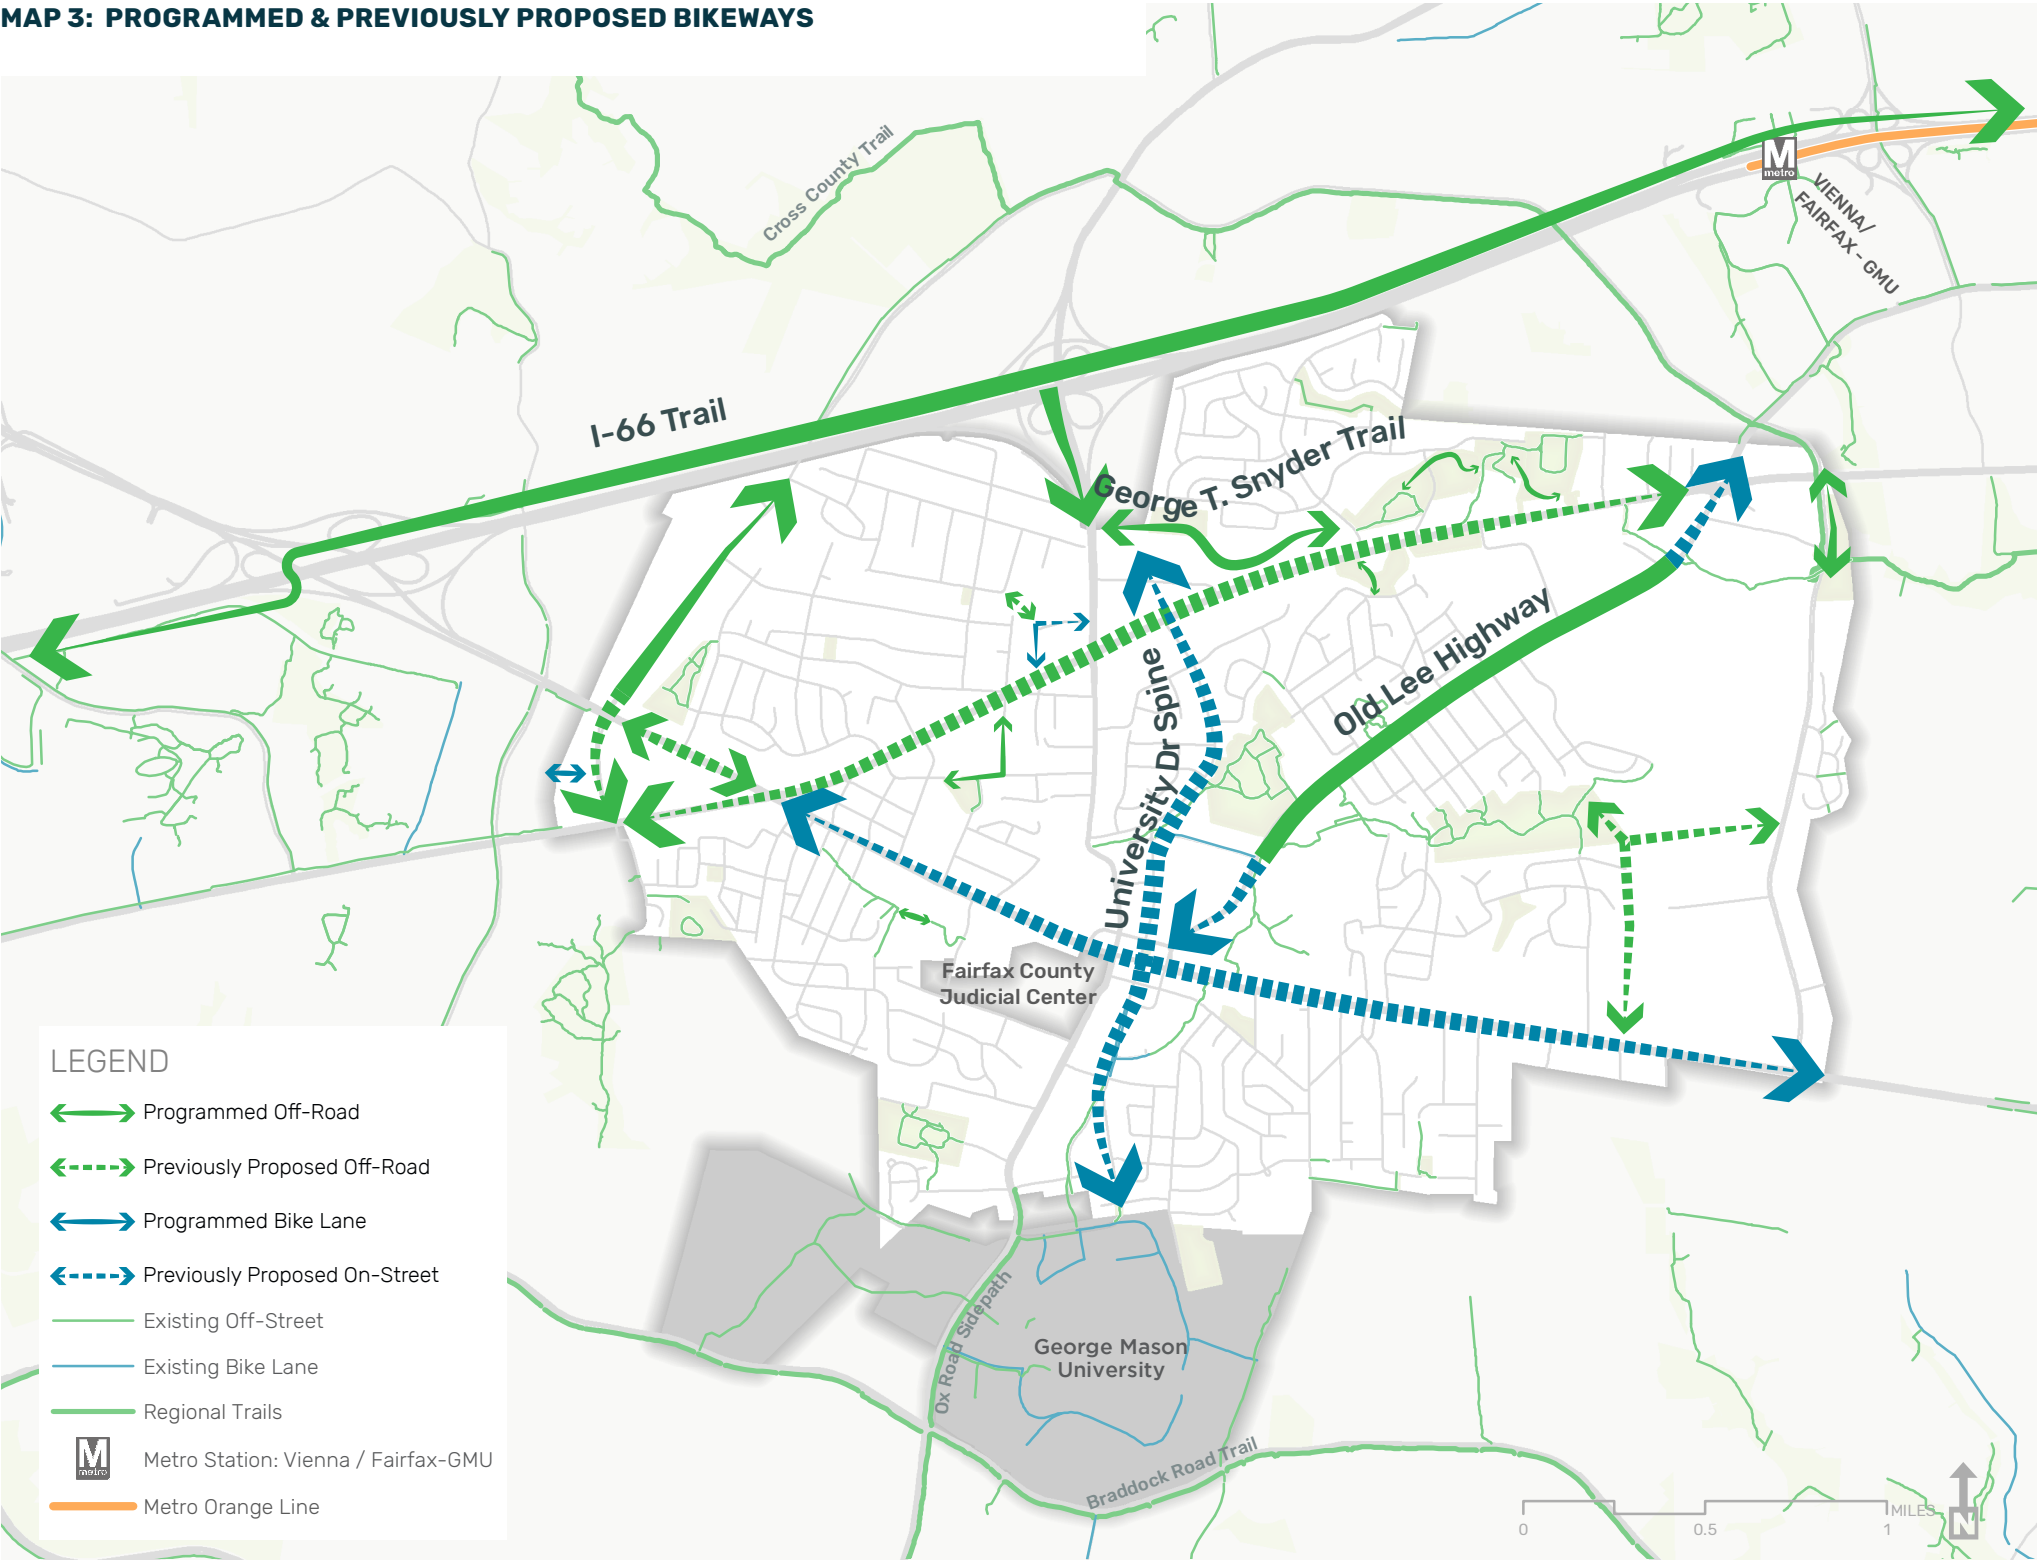 MAP 3: PROGRAMMED & PREVIOUSLY PROPOSED BIKEWAYS
Cross County Trail
M
metro
VIENNA/
FAIRFAX - GMU
I-66 Trail
George T. Snyder Trail
Old Lee Highway
University Dr Spine
Fairfax County
Judicial Center
LEGEND
Programmed Off-Road
Previously Proposed Off-Road
Programmed Bike Lane
Previously Proposed On-Street
Existing Off-Street
Existing Bike Lane
Regional Trails
M
metro
Metro Station: Vienna / Fairfax-GMU
Metro Orange Line
Ox Road Sidepath
George Mason
University
Braddock Road Trail
MILES
0
0.5
1
N